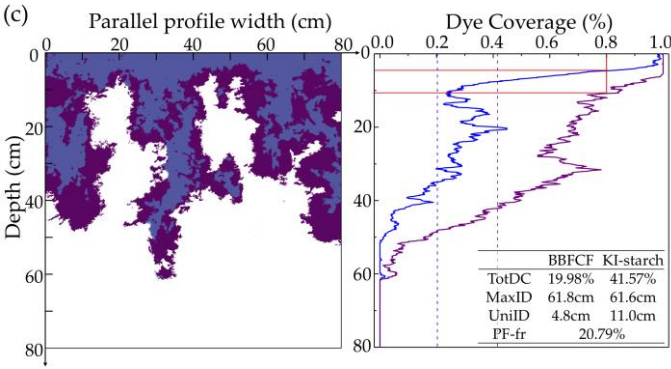 (c)
Parallel profile width (cm)
0 20 40 60 80
Depth (cm)
0
20
40
60
80
Dye Coverage (%)
0.0 0.2 0.4 0.6 0.8 1.0
0
20
40
60
80
BBFCF KI-starch
TotDC 19.98% 41.57%
MaxID 61.8cm 61.6cm
UniID 4.8cm 11.0cm
PF-fr 20.79%